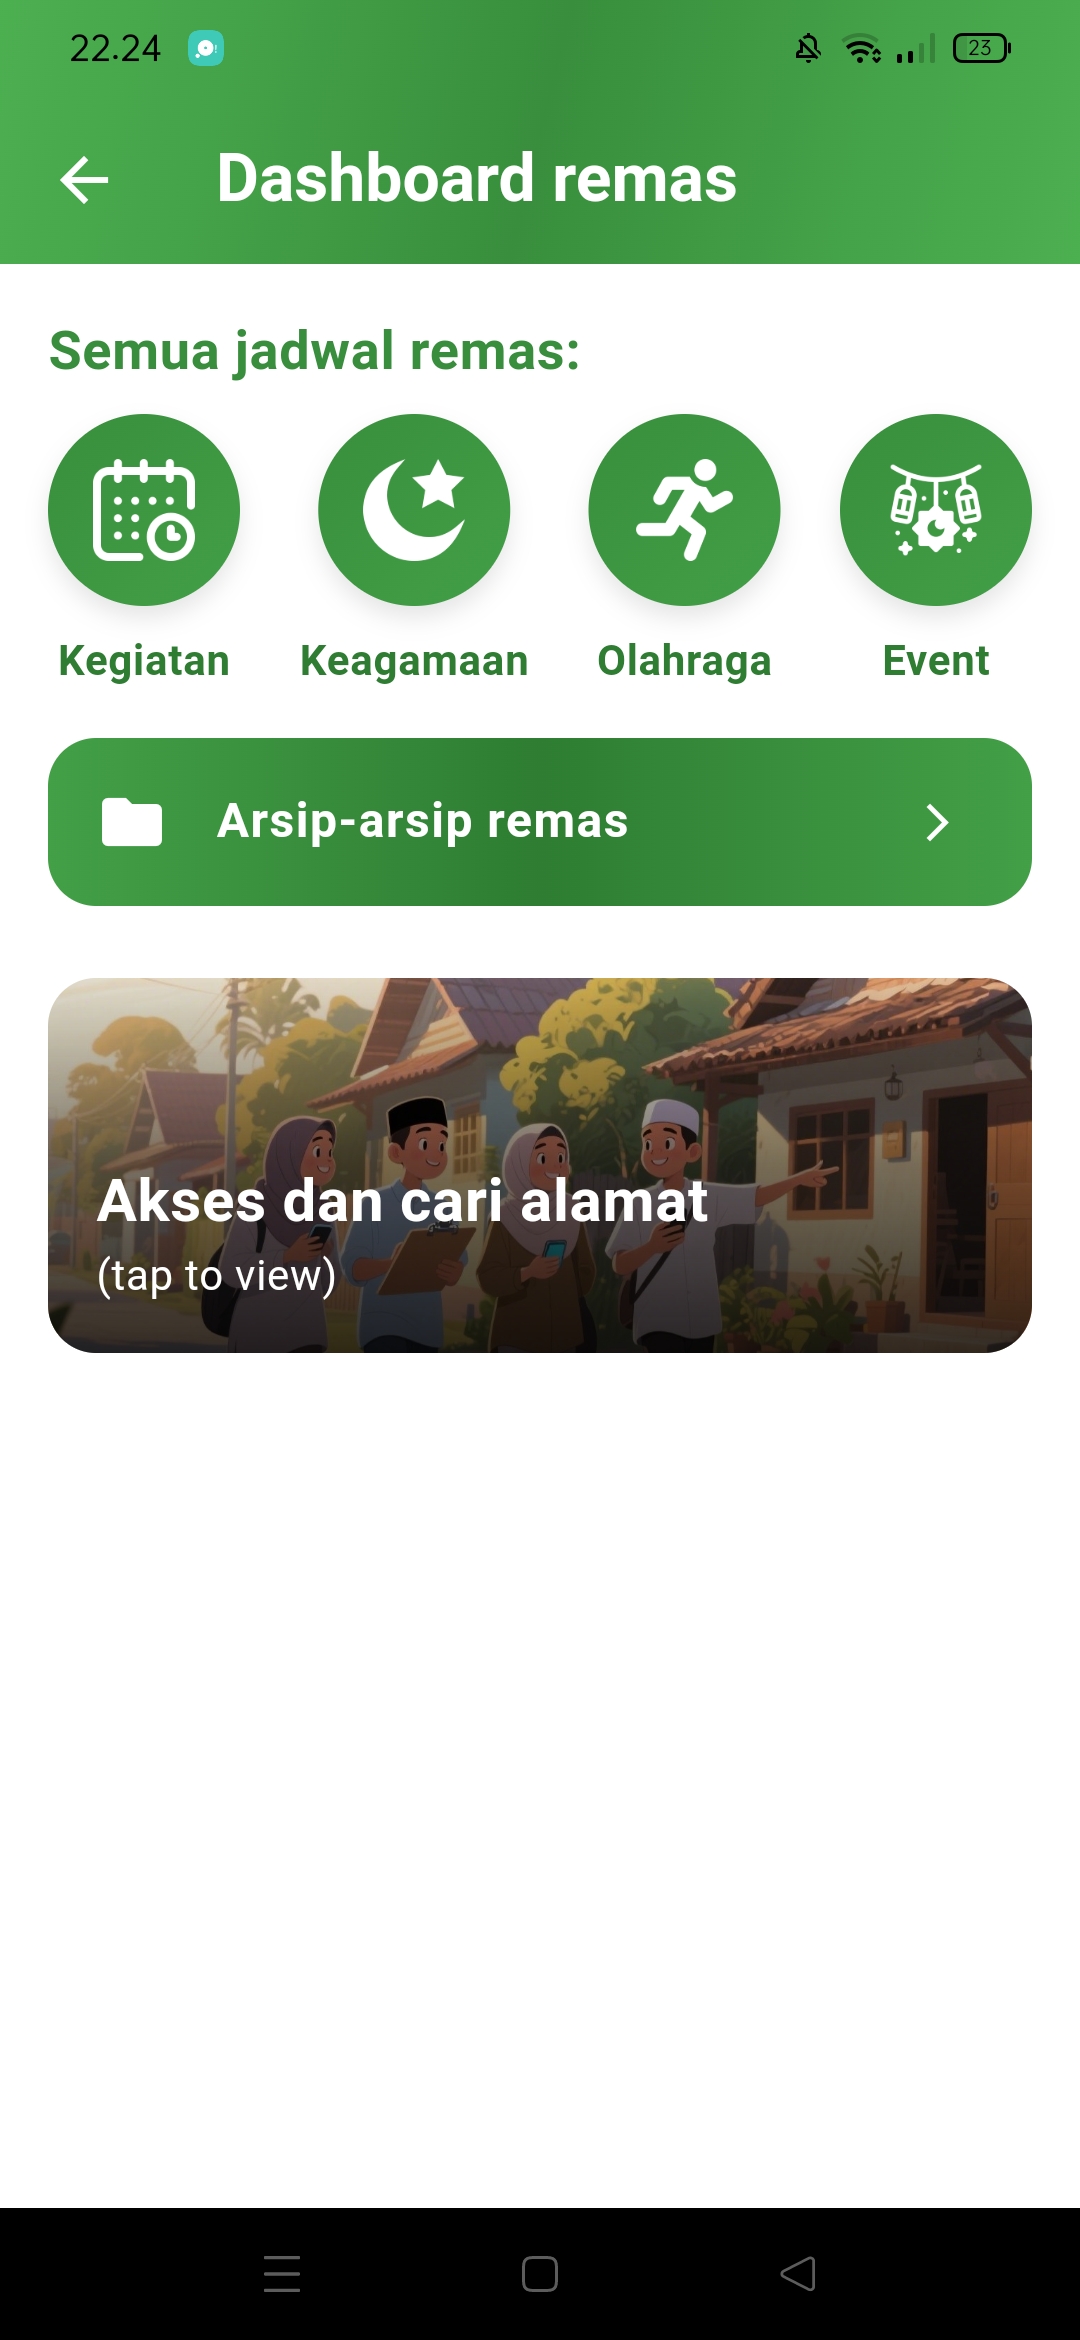 22.24
23
Dashboard remas
Semua jadwal remas:
Kegiatan
Keagamaan
Olahraga
Event
Arsip-arsip remas
Akses dan cari alamat
(tap to view)